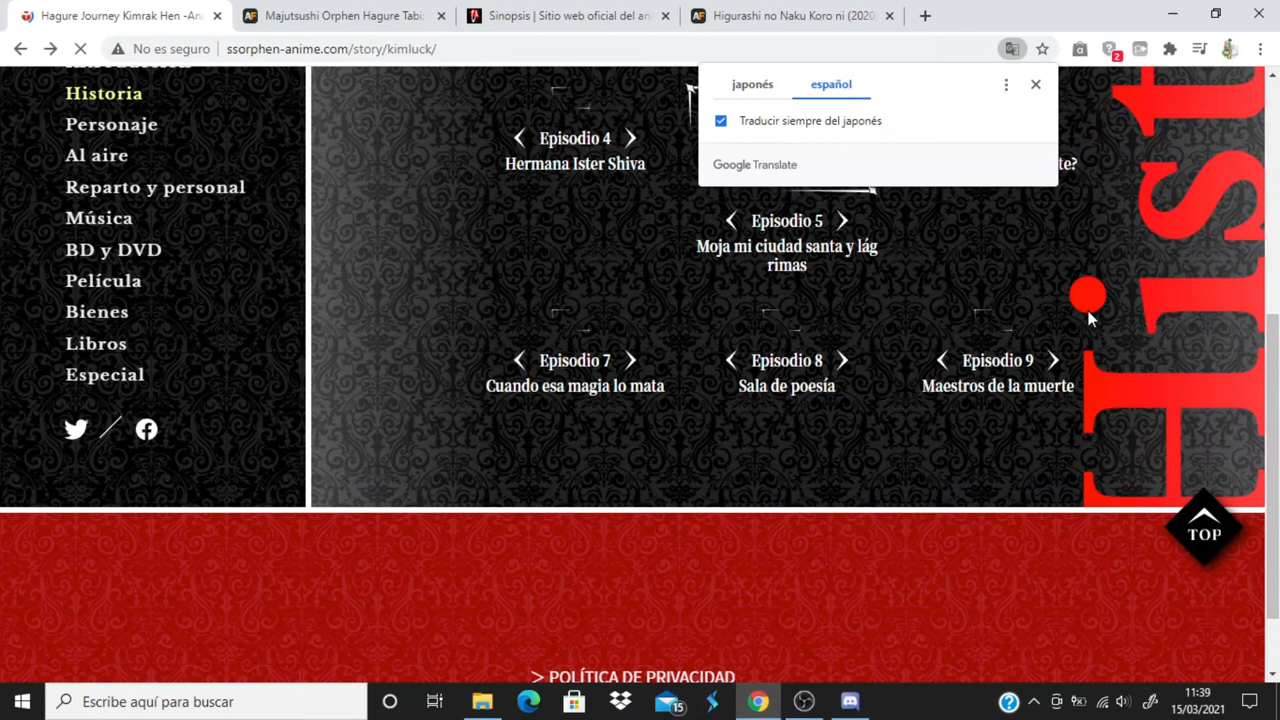 Hagure Journey Kimrak Hen -An
Majutsushi Orphen Hagure Tabi
Sinopsis | Sitio web oficial del an
Higurashi no Naku Koro ni (2020
No es seguro
ssorphen-anime.com/story/kimluck/
2
japonés
español
Traducir siempre del japonés
Google Translate
Historia
Personaje
Al aire
Reparto y personal
Música
BD y DVD
Película
Bienes
Libros
Especial
Episodio 4
Hermana Ister Shiva
te?
Episodio 5
Moja mi ciudad santa y lág
rimas
Episodio 7
Cuando esa magia lo mata
Episodio 8
Sala de poesía
Episodio 9
Maestros de la muerte
Hist
TOP
> POLÍTICA DE PRIVACIDAD
Escribe aquí para buscar
15
11:39
15/03/2021